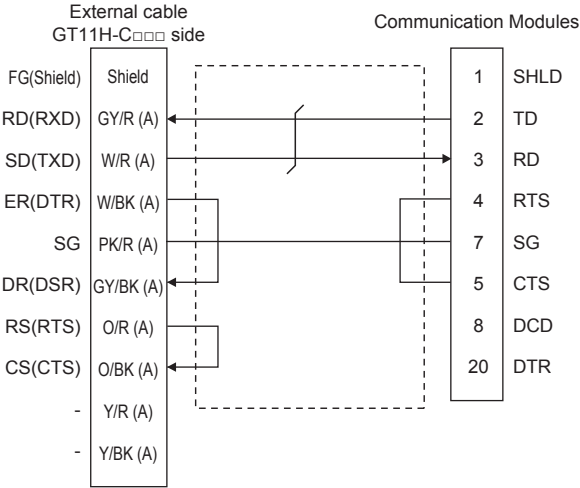 External cable
GT11H-C□□□ side
Communication Modules
FG(Shield) Shield 1 SHLD
RD(RXD) GY/R (A) 2 TD
SD(TXD) W/R (A) 3 RD
ER(DTR) W/BK (A) 4 RTS
SG PK/R (A) 7 SG
DR(DSR) GY/BK (A) 5 CTS
RS(RTS) O/R (A) 8 DCD
CS(CTS) O/BK (A) 20 DTR
- Y/R (A)
- Y/BK (A)